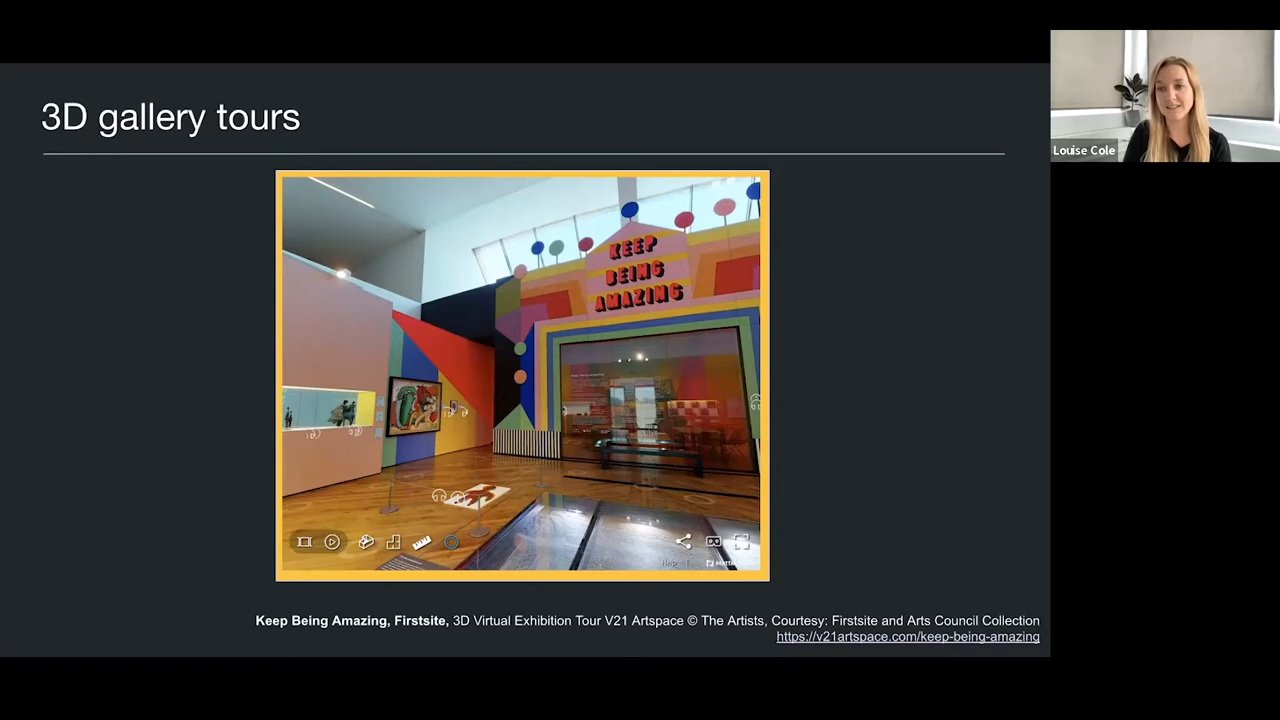 3D gallery tours
Louise Cole
KEEP
BEING
AMAZING
Keep Being Amazing, Firstsite, 3D Virtual Exhibition Tour V21 Artspace © The Artists, Courtesy: Firstsite and Arts Council Collection
https://v21artspace.com/keep-being-amazing